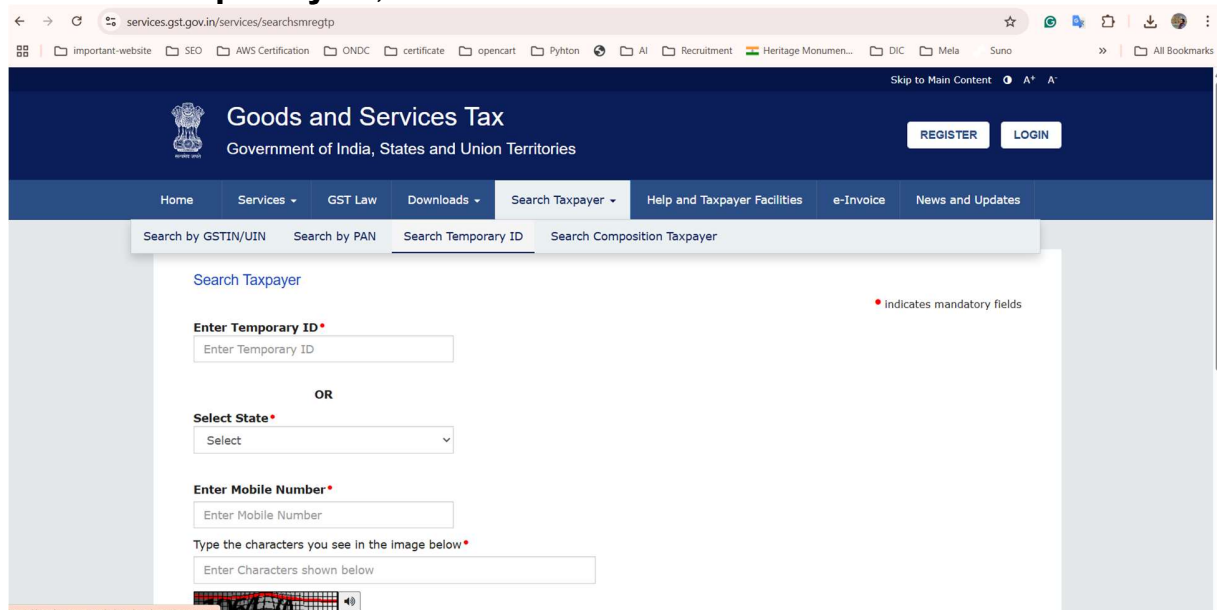 services.gst.gov.in/services/searchsmregtp
important-website SEO AWS Certification ONDC certificate opencart Pyhton AI Recruitment Heritage Monumen... DIC Mela Suno » All Bookmarks
Skip to Main Content A+ A-
Goods and Services Tax
Government of India, States and Union Territories
REGISTER LOGIN
Home Services GST Law Downloads Search Taxpayer Help and Taxpayer Facilities e-Invoice News and Updates
Search by GSTIN/UIN Search by PAN Search Temporary ID Search Composition Taxpayer
Search Taxpayer
• indicates mandatory fields
Enter Temporary ID•
Enter Temporary ID
OR
Select State•
Select
Enter Mobile Number•
Enter Mobile Number
Type the characters you see in the image below•
Enter Characters shown below